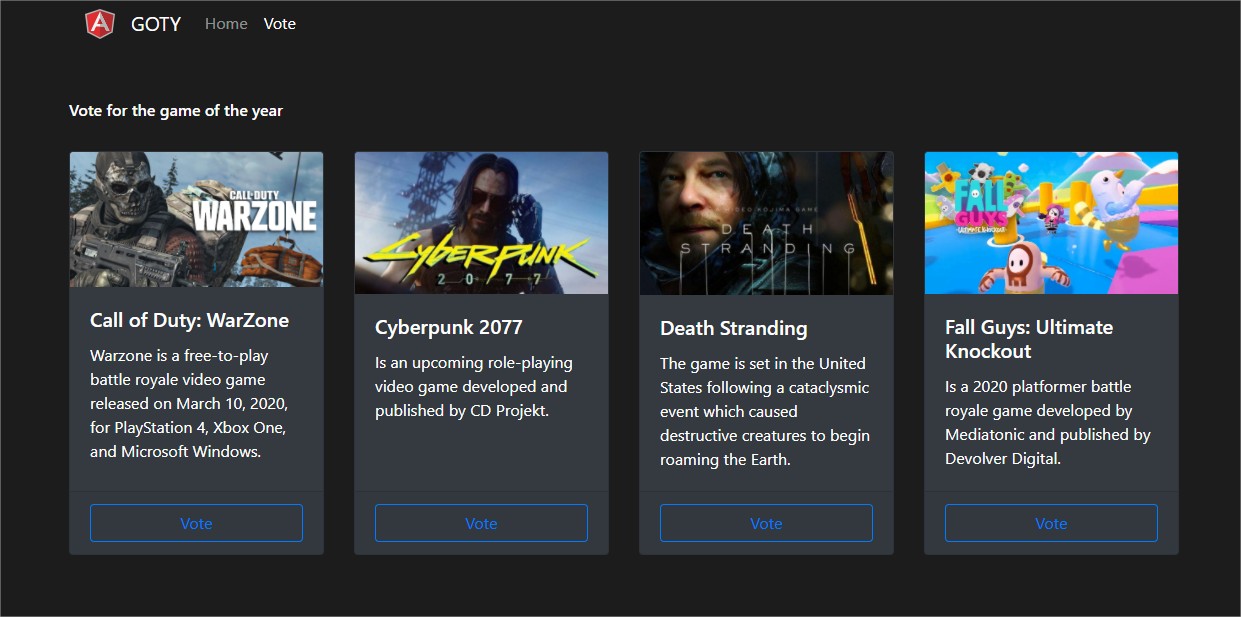 A GOTY Home Vote
Vote for the game of the year
CALL OF DUTY
WARZONE
Call of Duty: WarZone
Warzone is a free-to-play
battle royale video game
released on March 10, 2020,
for PlayStation 4, Xbox One,
and Microsoft Windows.
Vote
Cyberpunk
2077
Cyberpunk 2077
Is an upcoming role-playing
video game developed and
published by CD Projekt.
Vote
KOJIMA GAME
DEATH
STRANDING
Death Stranding
The game is set in the United
States following a cataclysmic
event which caused
destructive creatures to begin
roaming the Earth.
Vote
FALL
GUYS
ULTIMATE KNOCKOUT
Fall Guys: Ultimate
Knockout
Is a 2020 platformer battle
royale game developed by
Mediatonic and published by
Devolver Digital.
Vote